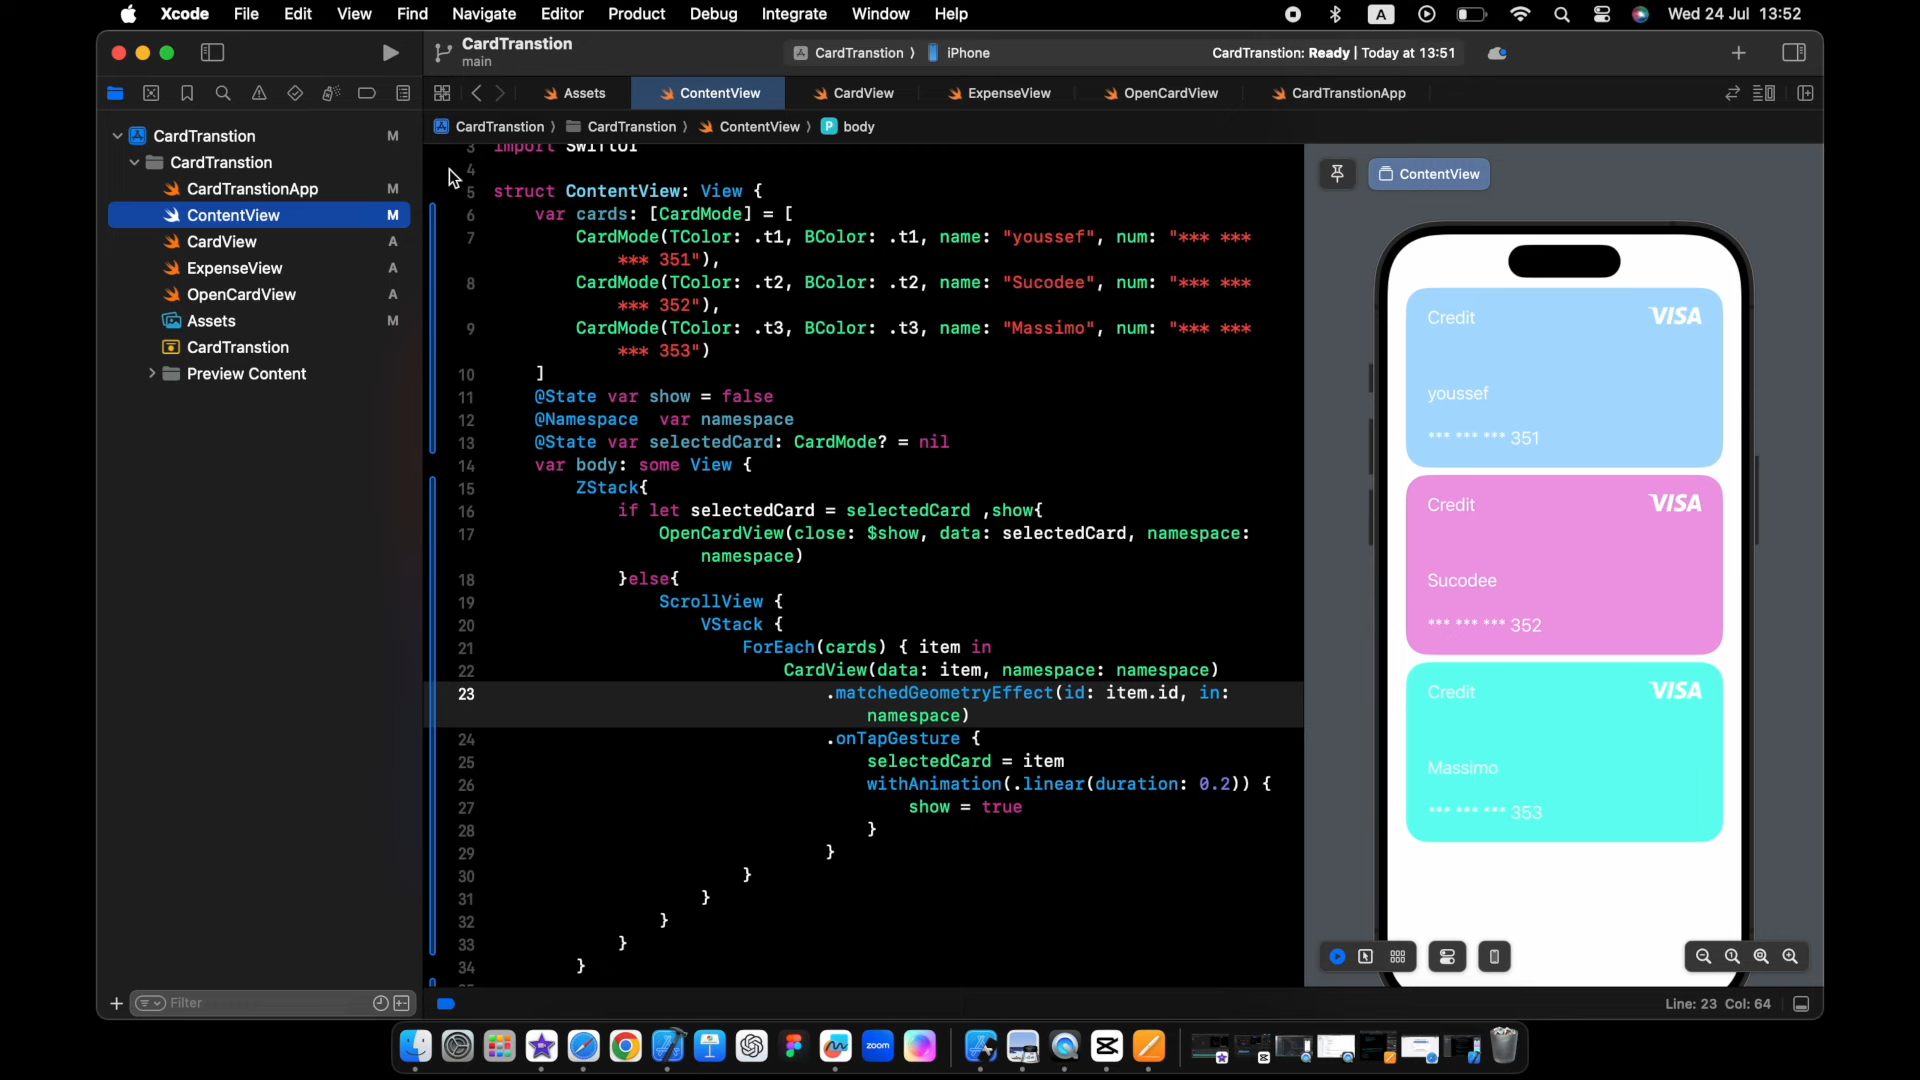 Xcode File Edit View Find Navigate Editor Product Debug Integrate Window Help A Wed 24 Jul 13:52
CardTranstion
main
CardTranstion ⟩ iPhone
CardTranstion: Ready | Today at 13:51
Assets ContentView CardView ExpenseView OpenCardView CardTranstionApp
CardTranstion ⟩ CardTranstion ⟩ ContentView ⟩ P body
CardTranstion M
CardTranstion
CardTranstionApp M
ContentView M
CardView A
ExpenseView A
OpenCardView A
Assets M
CardTranstion
Preview Content
Filter
3 import SwiftUI
4
5 struct ContentView: View {
6 var cards: [CardMode] = [
7 CardMode(TColor: .t1, BColor: .t1, name: "youssef", num: "*** ***
*** 351"),
8 CardMode(TColor: .t2, BColor: .t2, name: "Sucodee", num: "*** ***
*** 352"),
9 CardMode(TColor: .t3, BColor: .t3, name: "Massimo", num: "*** ***
*** 353")
10 ]
11 @State var show = false
12 @Namespace var namespace
13 @State var selectedCard: CardMode? = nil
14 var body: some View {
15 ZStack{
16 if let selectedCard = selectedCard ,show{
17 OpenCardView(close: $show, data: selectedCard, namespace:
namespace)
18 }else{
19 ScrollView {
20 VStack {
21 ForEach(cards) { item in
22 CardView(data: item, namespace: namespace)
23 .matchedGeometryEffect(id: item.id, in:
namespace)
24 .onTapGesture {
25 selectedCard = item
26 withAnimation(.linear(duration: 0.2)) {
27 show = true
28 }
29 }
30 }
31 }
32 }
33 }
34 }
ContentView
Credit VISA
youssef
*** *** *** 351
Credit VISA
Sucodee
*** *** *** 352
Credit VISA
Massimo
*** *** *** 353
Line: 23 Col: 64
zoom